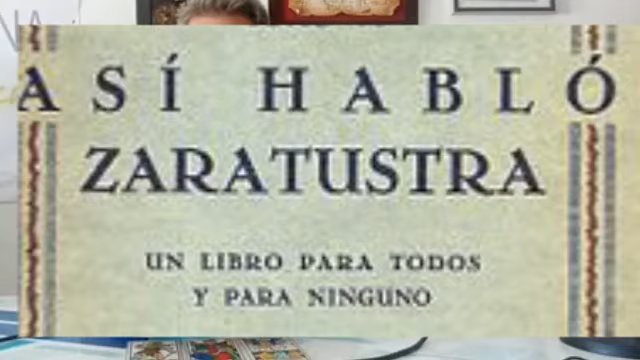 ASÍ HABLÓ
ZARATUSTRA
UN LIBRO PARA TODOS
Y PARA NINGUNO